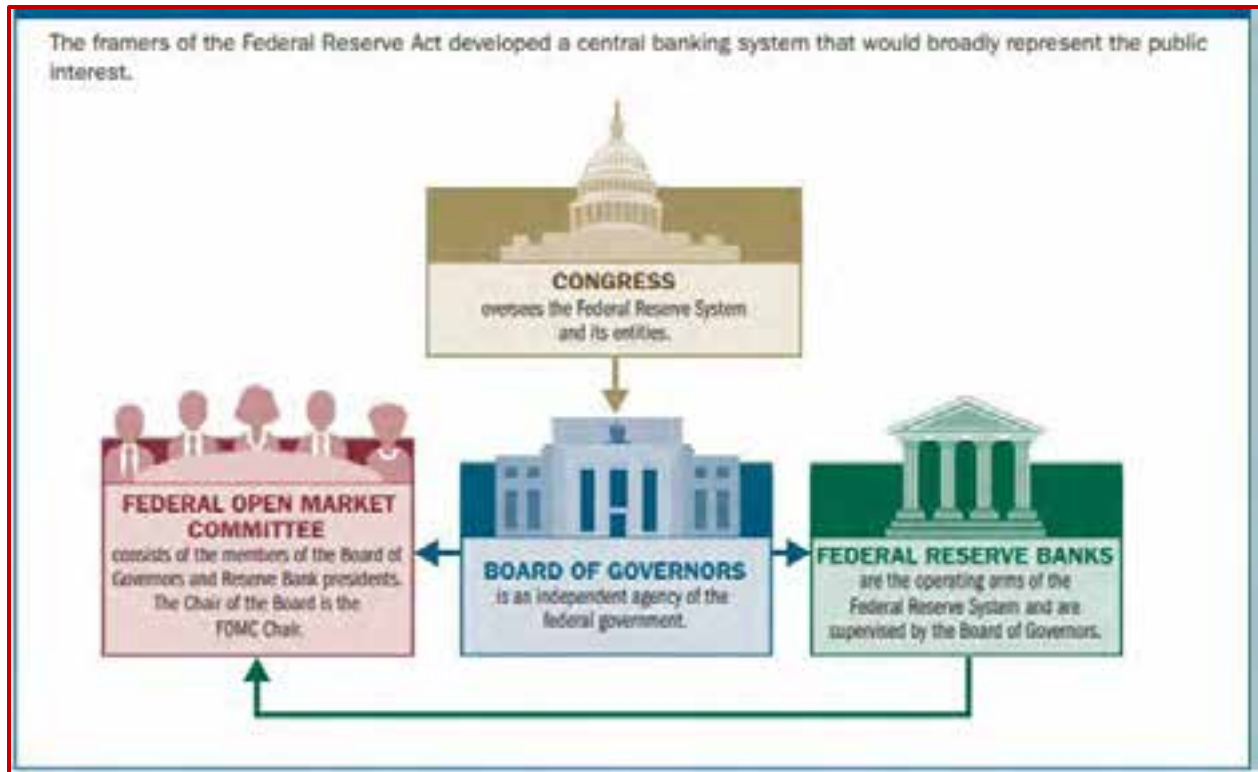 The framers of the Federal Reserve Act developed a central banking system that would broadly represent the public
interest.
CONGRESS
oversees the Federal Reserve System
and its entities.
FEDERAL OPEN MARKET
COMMITTEE
consists of the members of the Board of
Governors and Reserve Bank presidents.
The Chair of the Board is the
FOMC Chair.
BOARD OF GOVERNORS
is an independent agency of the
federal government.
FEDERAL RESERVE BANKS
are the operating arms of the
Federal Reserve System and are
supervised by the Board of Governors.